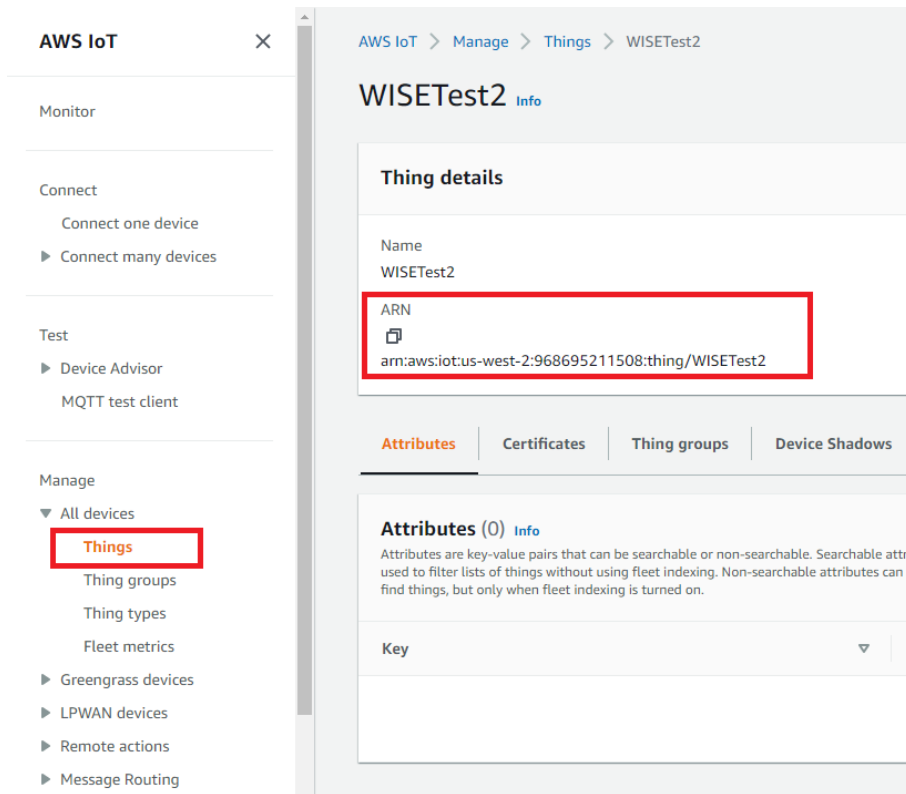 AWS IoT
Monitor
Connect
Connect one device
Connect many devices
Test
Device Advisor
MQTT test client
Manage
All devices
Things
Thing groups
Thing types
Fleet metrics
Greengrass devices
LPWAN devices
Remote actions
Message Routing
AWS IoT > Manage > Things > WISETest2
WISETest2 Info
Thing details
Name
WISETest2
ARN
arn:aws:iot:us-west-2:968695211508:thing/WISETest2
Attributes Certificates Thing groups Device Shadows
Attributes (0) Info
Attributes are key-value pairs that can be searchable or non-searchable. Searchable attr
used to filter lists of things without using fleet indexing. Non-searchable attributes can
find things, but only when fleet indexing is turned on.
Key